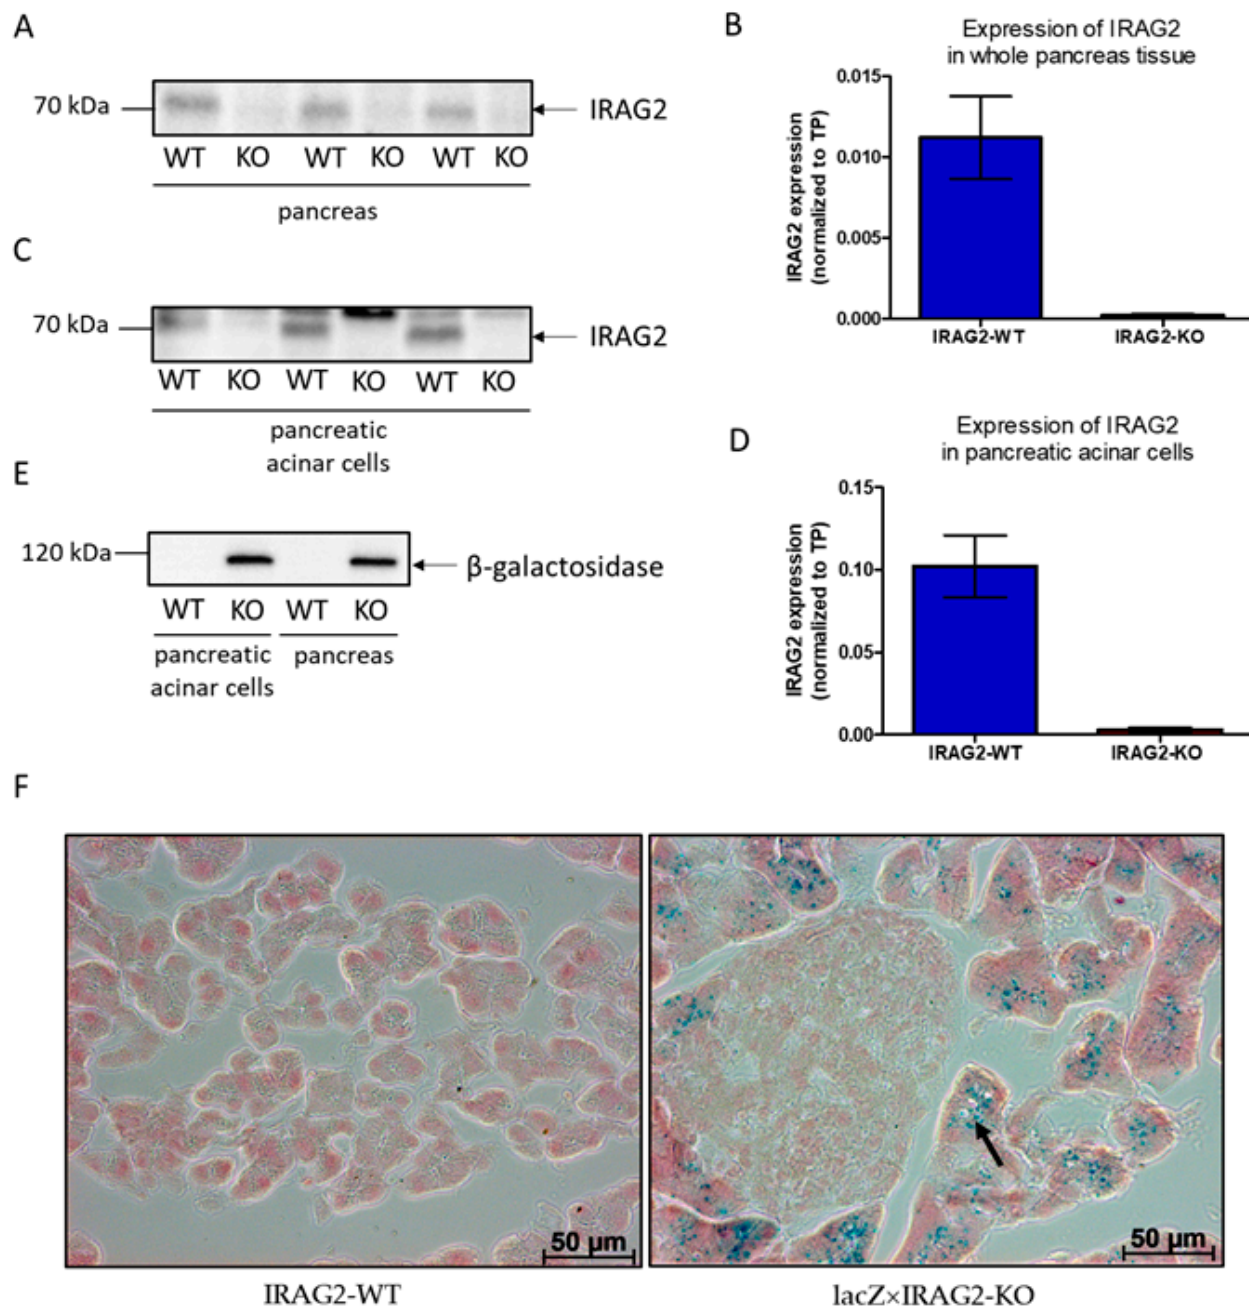 A
70 kDa
IRAG2
WT KO WT KO WT KO
pancreas
B
Expression of IRAG2
in whole pancreas tissue
IRAG2 expression
(normalized to TP)
0.015
0.010
0.005
0.000
IRAG2-WT IRAG2-KO
C
70 kDa
IRAG2
WT KO WT KO WT KO
pancreatic
acinar cells
D
Expression of IRAG2
in pancreatic acinar cells
IRAG2 expression
(normalized to TP)
0.15
0.10
0.05
0.00
IRAG2-WT IRAG2-KO
E
120 kDa
β-galactosidase
WT KO WT KO
pancreatic
acinar cells
pancreas
F
50 µm
50 µm
IRAG2-WT
lacZ×IRAG2-KO